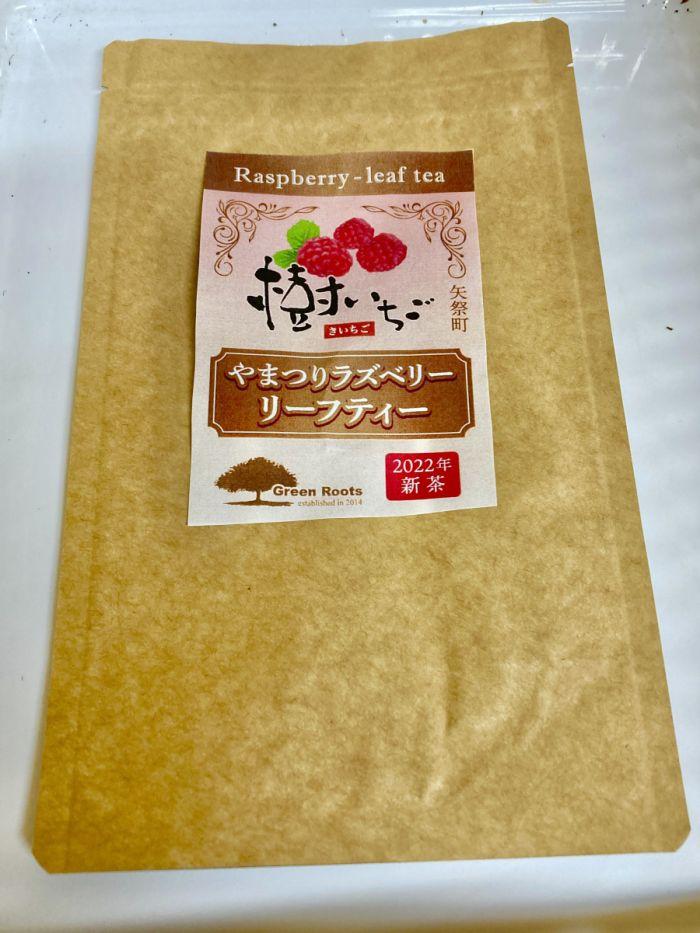 Raspberry-leaf tea
樹いちご
きいちご
矢祭町
やまつりラズベリー
リーフティー
Green Roots
established in 2014
2022年
新茶